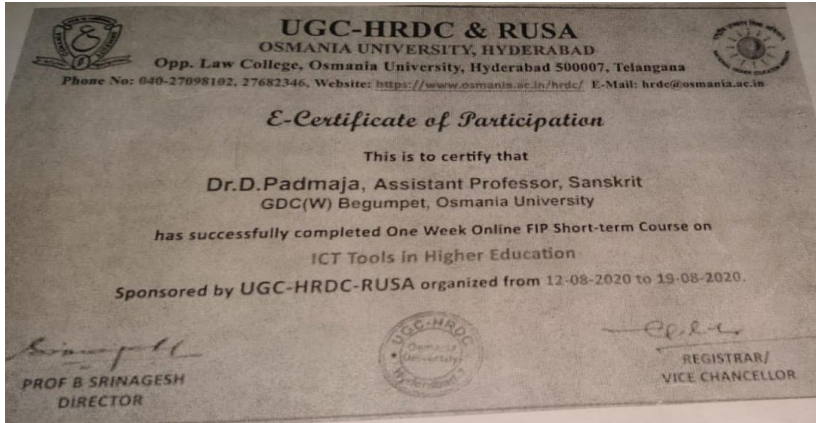 UGC-HRDC & RUSA
OSMANIA UNIVERSITY, HYDERABAD
Opp. Law College, Osmania University, Hyderabad 500007, Telangana
Phone No: 040-27098102, 27682346, Website: https://www.osmania.ac.in/hrdc/ E-Mail: hrdc@osmania.ac.in
E-Certificate of Participation
This is to certify that
Dr.D.Padmaja, Assistant Professor, Sanskrit
GDC(W) Begumpet, Osmania University
has successfully completed One Week Online FIP Short-term Course on
ICT Tools in Higher Education
Sponsored by UGC-HRDC-RUSA organized from 12-08-2020 to 19-08-2020.
UGC-HRDC
Osmania
University
Hyderabad
PROF B SRINAGESH
DIRECTOR
REGISTRAR/
VICE CHANCELLOR